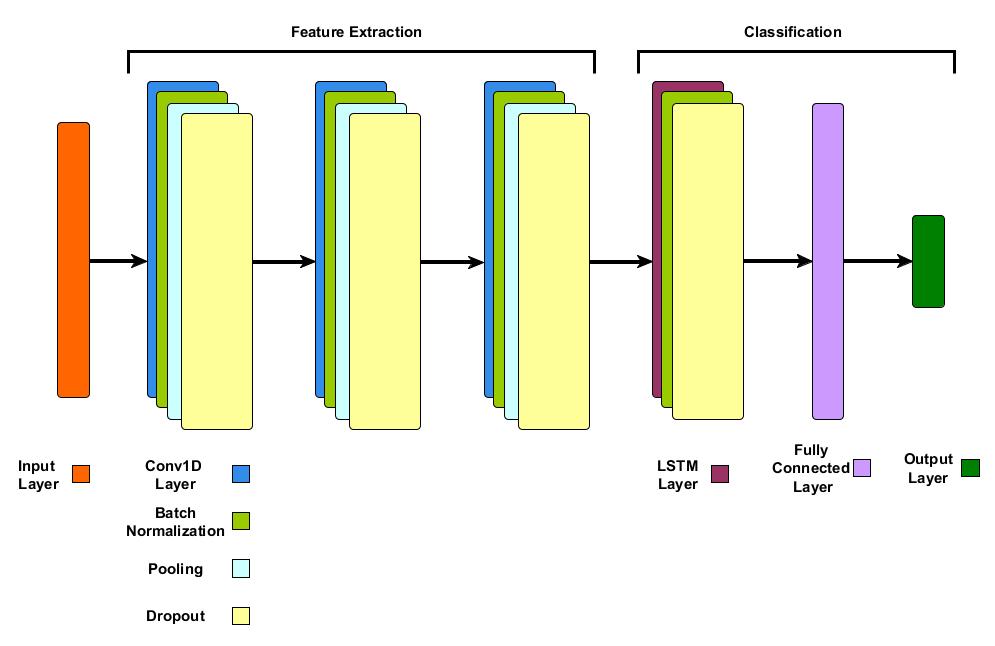 Feature Extraction
Classification
Input
Layer
Conv1D
Layer
Batch
Normalization
Pooling
Dropout
LSTM
Layer
Fully
Connected
Layer
Output
Layer